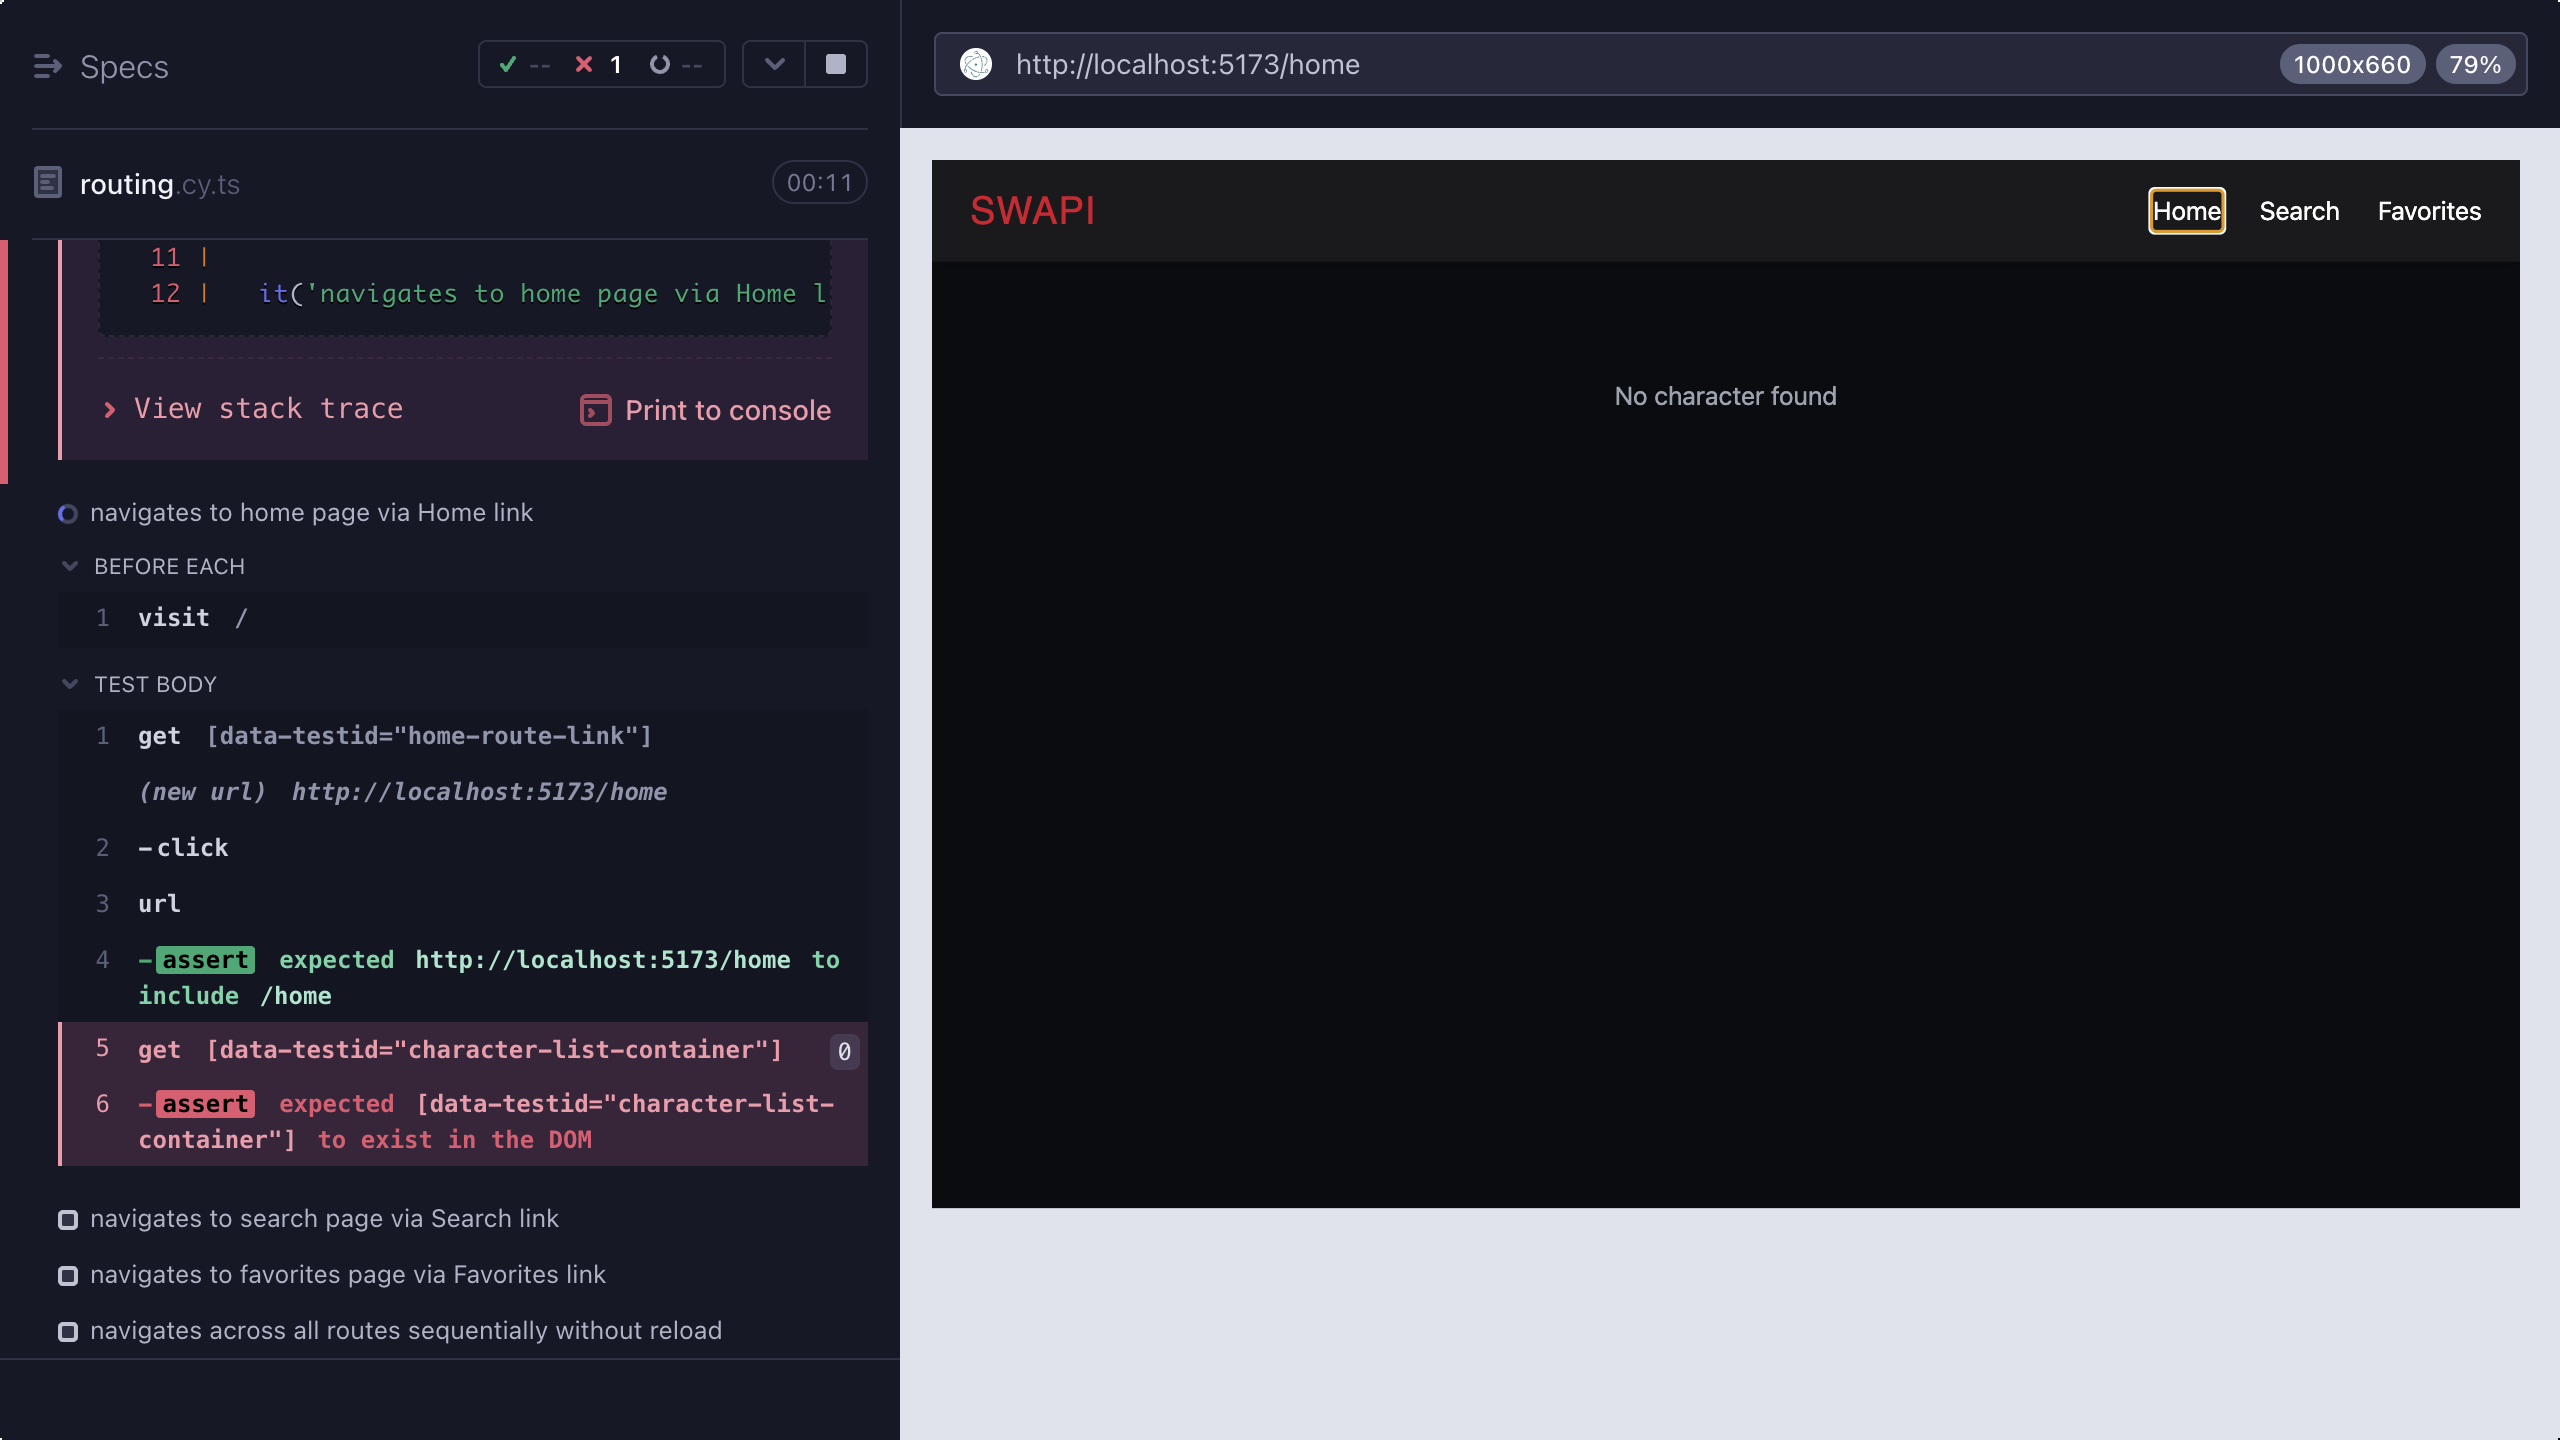 Specs
-- 1 --
routing.cy.ts
00:11
11 |
12 | it('navigates to home page via Home l
View stack trace
Print to console
navigates to home page via Home link
BEFORE EACH
1 visit /
TEST BODY
1 get [data-testid="home-route-link"]
(new url) http://localhost:5173/home
2 -click
3 url
4 -assert expected http://localhost:5173/home to
include /home
5 get [data-testid="character-list-container"] 0
6 -assert expected [data-testid="character-list-
container"] to exist in the DOM
navigates to search page via Search link
navigates to favorites page via Favorites link
navigates across all routes sequentially without reload
http://localhost:5173/home
1000x660
79%
SWAPI
Home
Search
Favorites
No character found